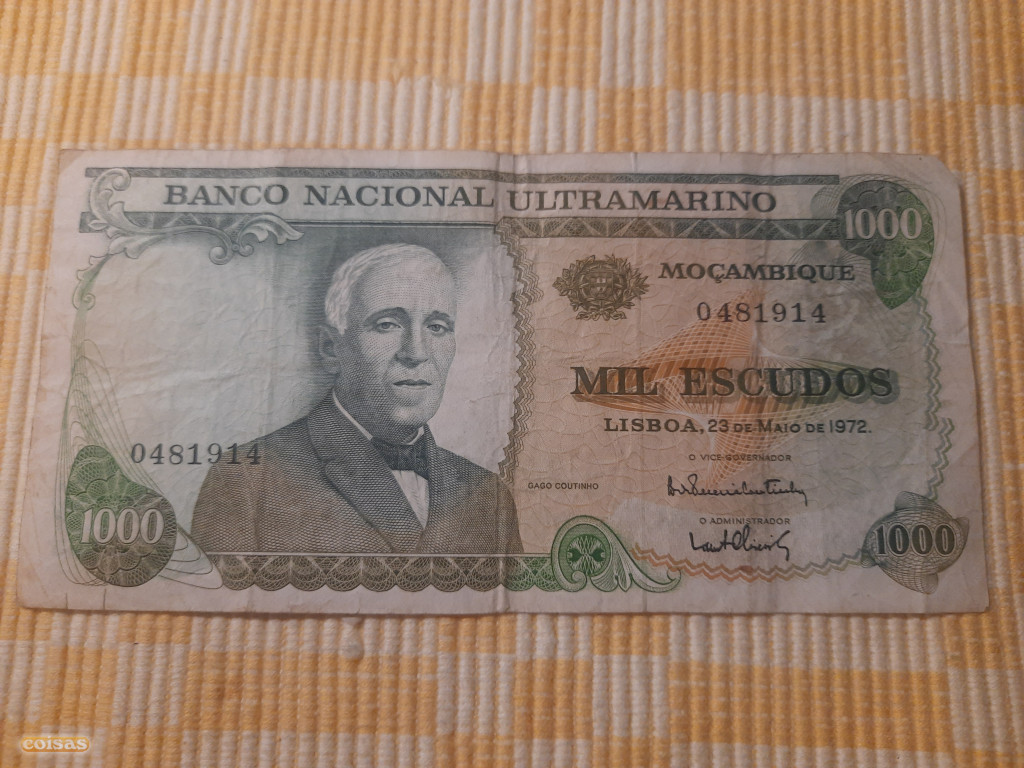 BANCO NACIONAL ULTRAMARINO
1000
MOÇAMBIQUE
0481914
MIL ESCUDOS
LISBOA, 23 DE MAIO DE 1972.
O VICE-GOVERNADOR
0481914
GAGO COUTINHO
O ADMINISTRADOR
1000
1000
coisas